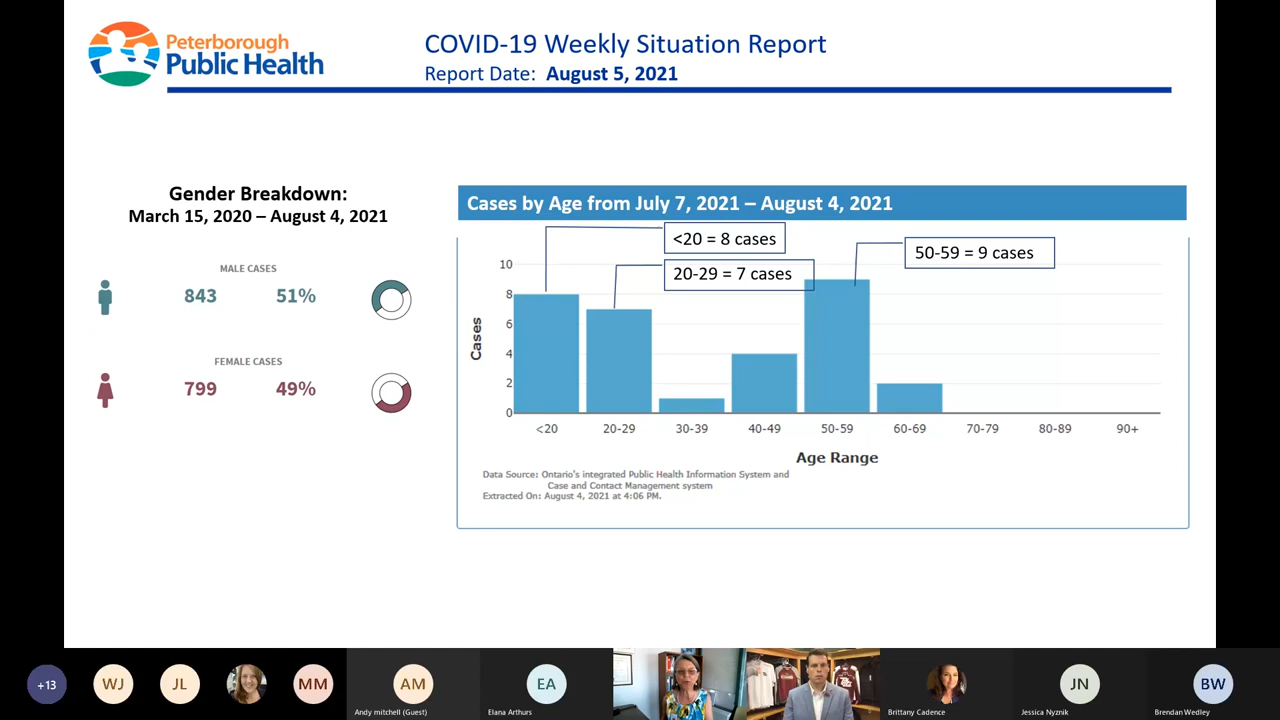 Peterborough
Public Health
COVID-19 Weekly Situation Report
Report Date: August 5, 2021
Gender Breakdown:
March 15, 2020 – August 4, 2021
MALE CASES
843 51%
FEMALE CASES
799 49%
Cases by Age from July 7, 2021 – August 4, 2021
<20 = 8 cases
20-29 = 7 cases
50-59 = 9 cases
10
8
6
4
2
0
Cases
<20 20-29 30-39 40-49 50-59 60-69 70-79 80-89 90+
Age Range
Data Source: Ontario's integrated Public Health Information System and
Case and Contact Management system
Extracted On: August 4, 2021 at 4:06 PM.
+13
WJ
JL
MM
AM
Andy mitchell (Guest)
EA
Elana Arthurs
Brittany Cadence
JN
Jessica Nyznik
BW
Brendan Wedley